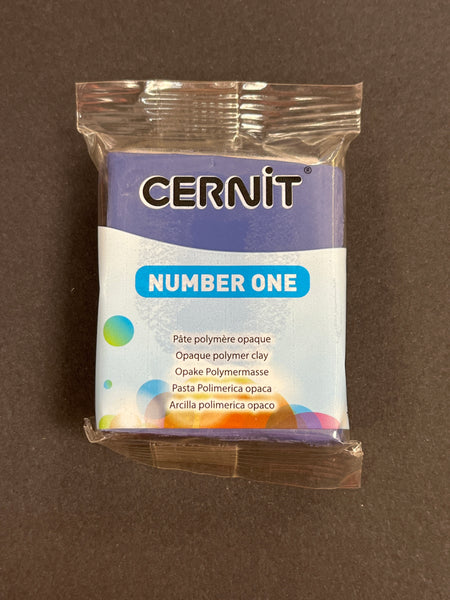 CERNiT®
NUMBER ONE
Pâte polymère opaque
Opaque polymer clay
Opake Polymermasse
Pasta Polimerica opaca
Arcilla polimerica opaco